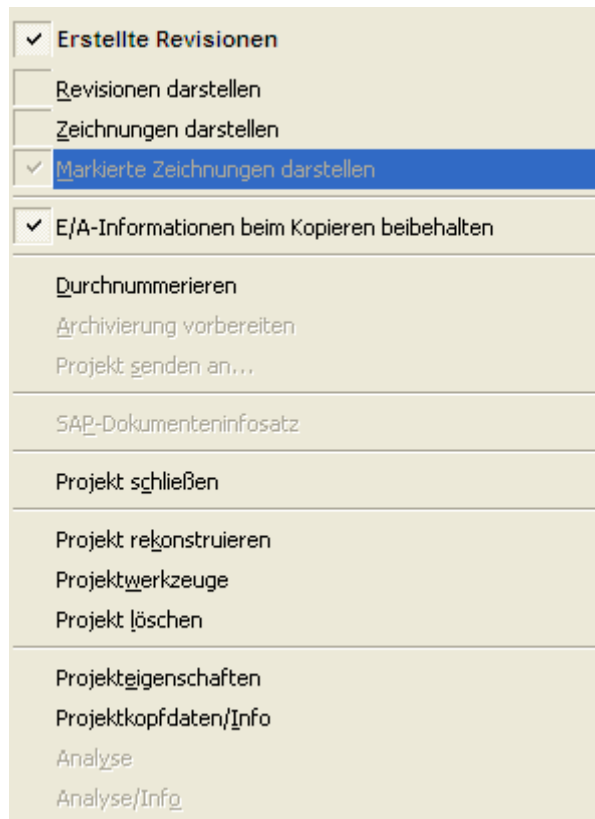 Erstellte Revisionen
Revisionen darstellen
Zeichnungen darstellen
Markierte Zeichnungen darstellen
E/A-Informationen beim Kopieren beibehalten
Durchnummerieren
Archivierung vorbereiten
Projekt senden an...
SAP-Dokumenteninfosatz
Projekt schließen
Projekt rekonstruieren
Projektwerkzeuge
Projekt löschen
Projekteigenschaften
Projektkopfdaten/Info
Analyse
Analyse/Info